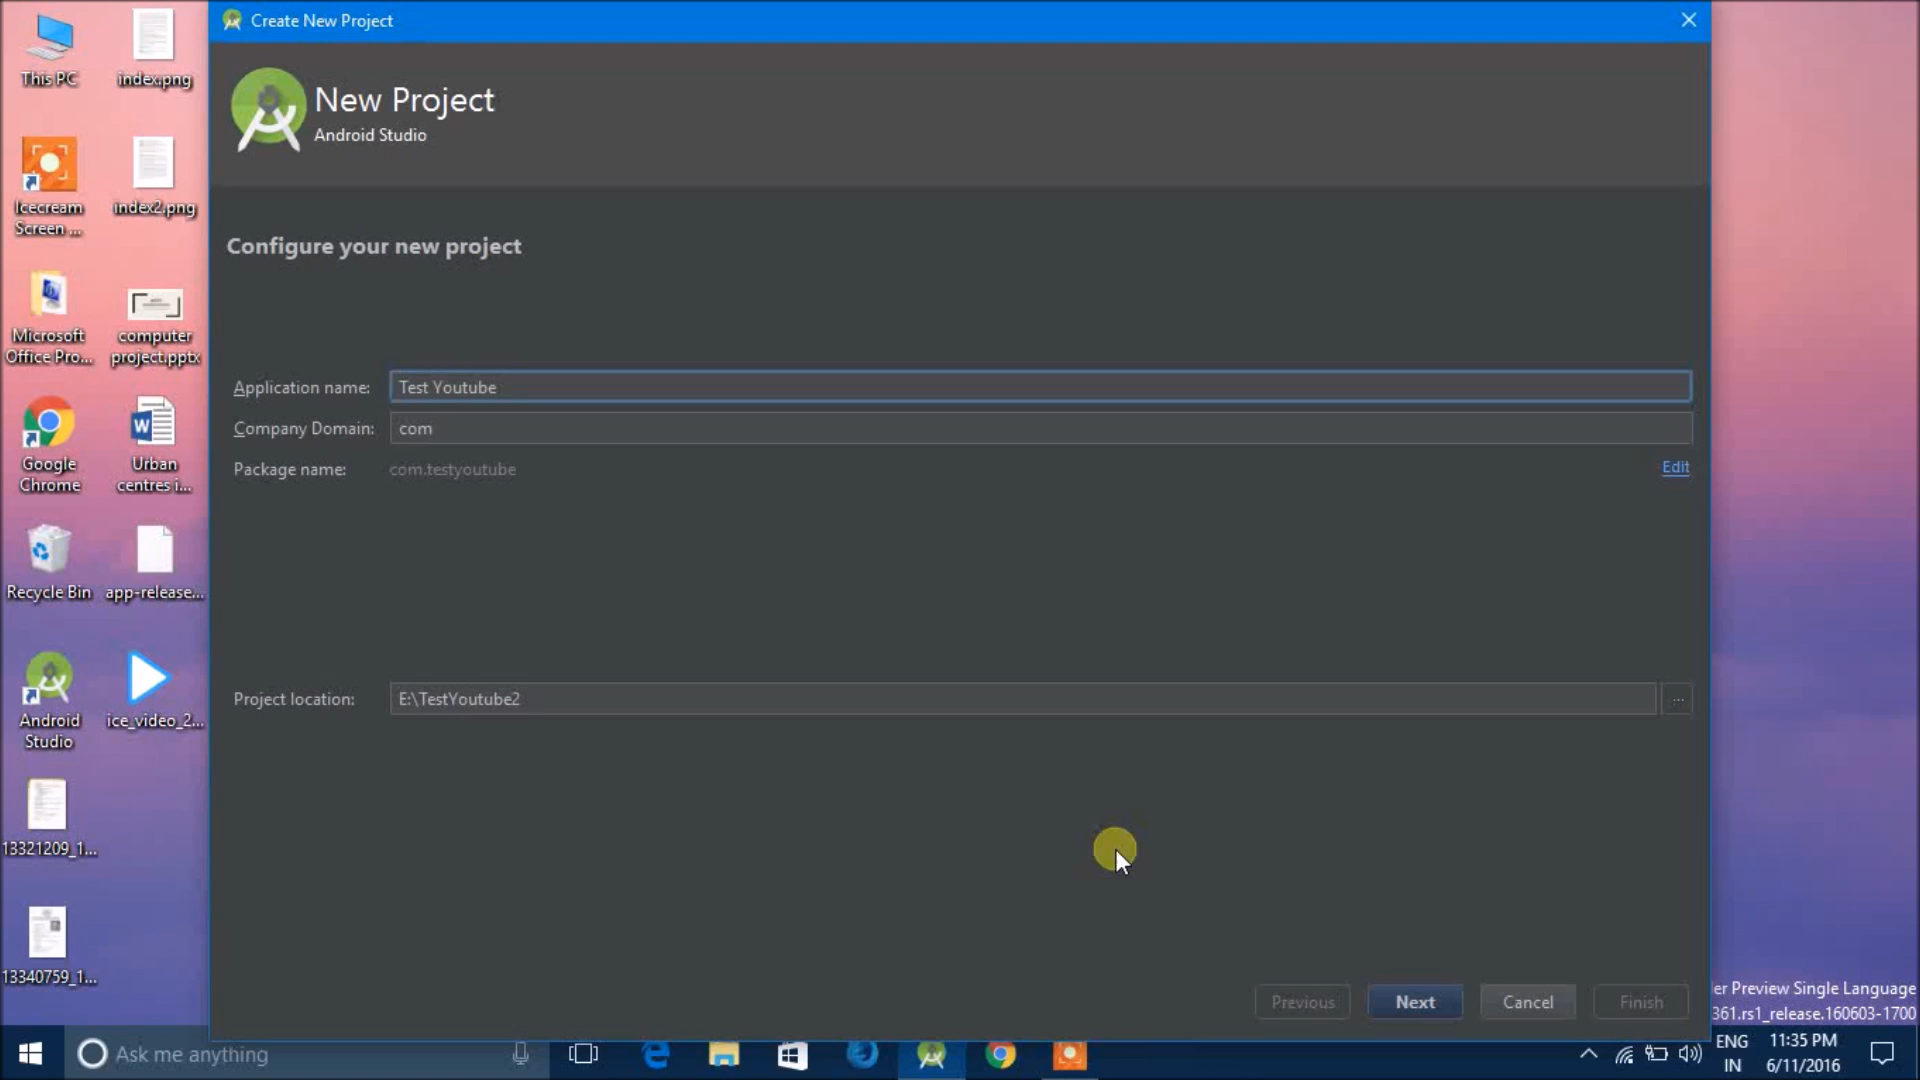 Create New Project
New Project
Android Studio
Configure your new project
Application name: Test Youtube
Company Domain: com
Package name: com.testyoutube
Edit
Project location: E:\TestYoutube2
...
Previous Next Cancel Finish
This PC
index.png
Icecream
Screen ...
index2.png
Microsoft
Office Pro...
computer
project.pptx
Google
Chrome
Urban
centres i...
Recycle Bin
app-release...
Android
Studio
ice_video_2...
13321209_1...
13340759_1...
er Preview Single Language
361.rs1_release.160603-1700
Ask me anything
ENG
IN
11:35 PM
6/11/2016